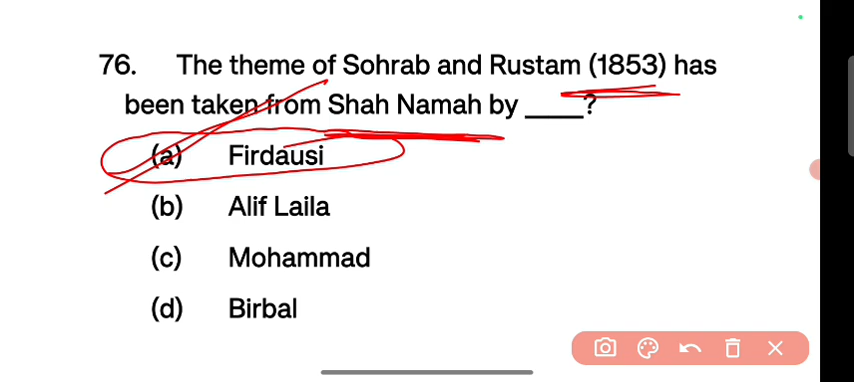 76. The theme of Sohrab and Rustam (1853) has
been taken from Shah Namah by _____?
(a) Firdausi
(b) Alif Laila
(c) Mohammad
(d) Birbal